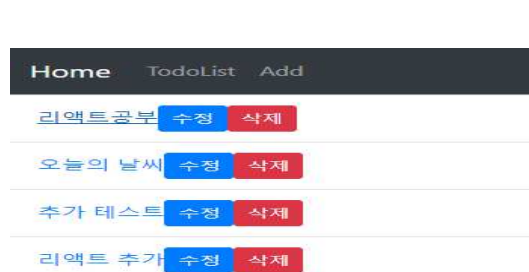 Home TodoList Add
리액트공부 수정 삭제
오늘의 날씨 수정 삭제
추가 테스트 수정 삭제
리액트 추가 수정 삭제